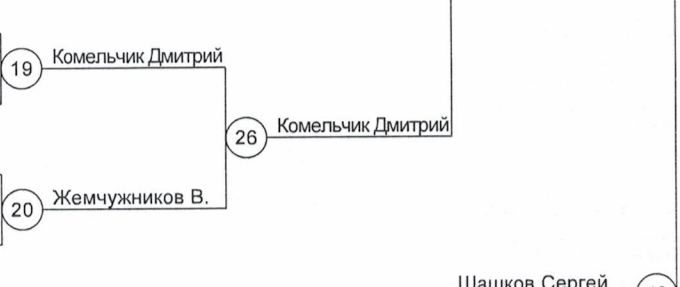 19 Комельчик Дмитрий
26 Комельчик Дмитрий
20 Жемчужников В.
Шашков Сергей